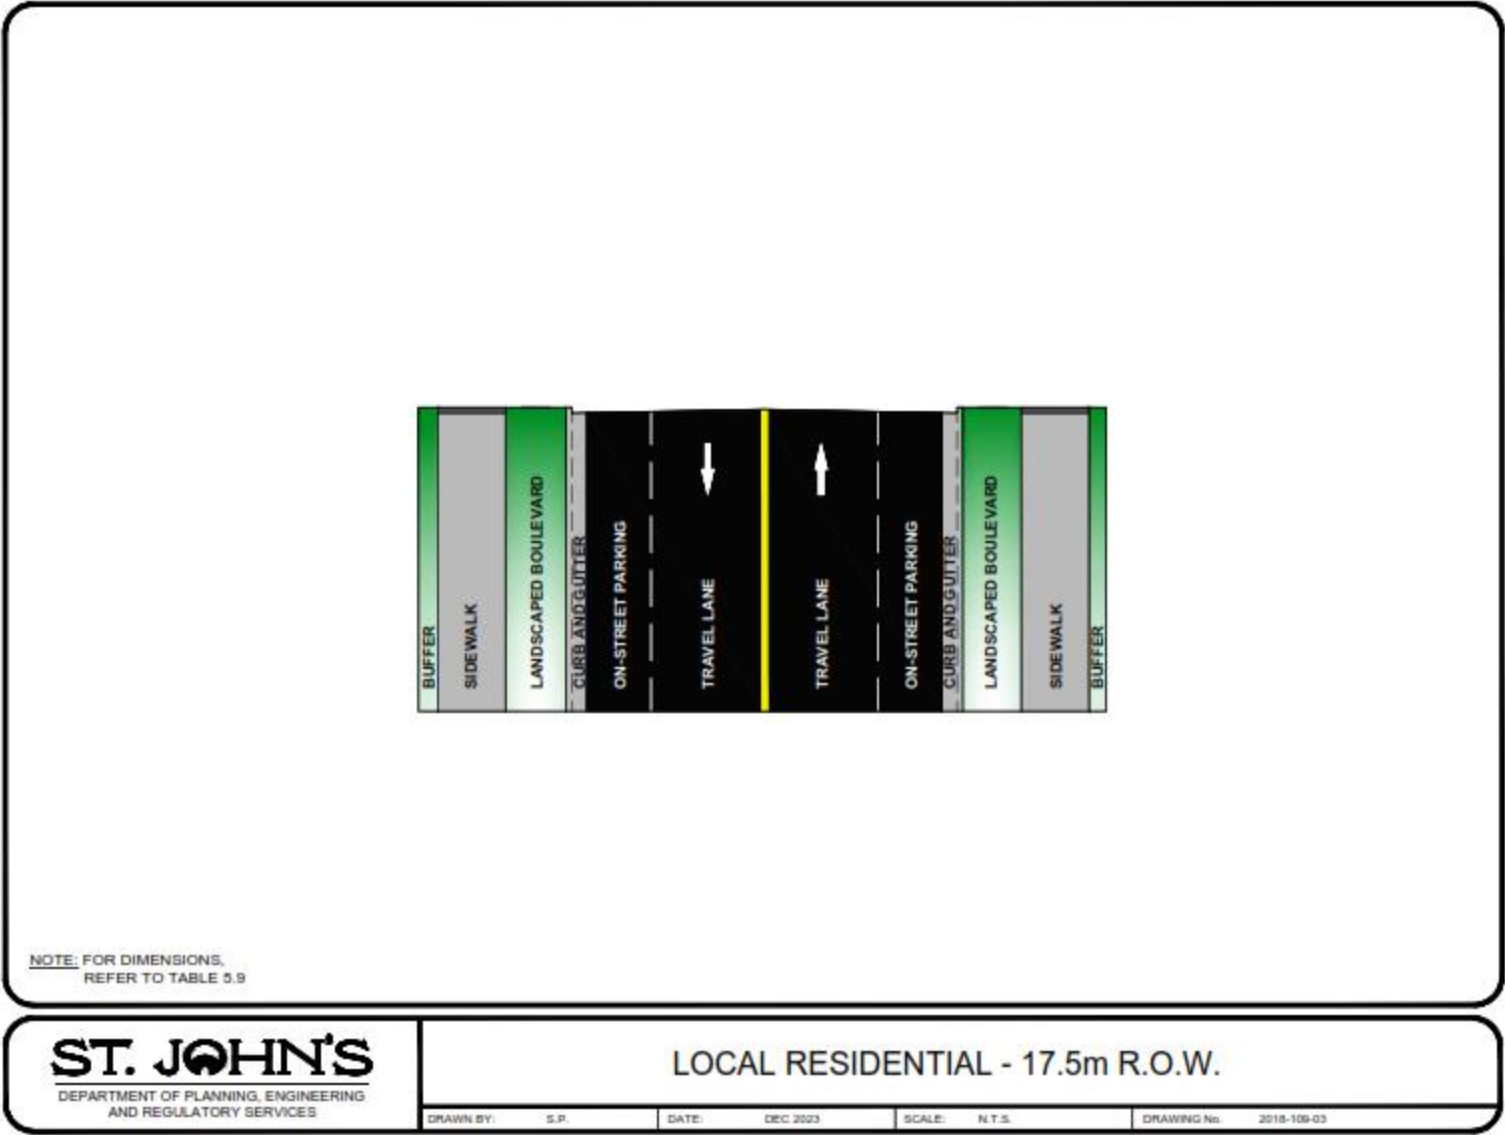 BUFFER
SIDEWALK
LANDSCAPED BOULEVARD
CURB AND GUTTER
ON-STREET PARKING
TRAVEL LANE
TRAVEL LANE
ON-STREET PARKING
CURB AND GUTTER
LANDSCAPED BOULEVARD
SIDEWALK
BUFFER
NOTE: FOR DIMENSIONS,
REFER TO TABLE 5.9
ST. JOHN'S
DEPARTMENT OF PLANNING, ENGINEERING
AND REGULATORY SERVICES
LOCAL RESIDENTIAL - 17.5m R.O.W.
DRAWN BY: S.P. DATE: DEC 2023 SCALE: N.T.S. DRAWING No. 2018-109-03